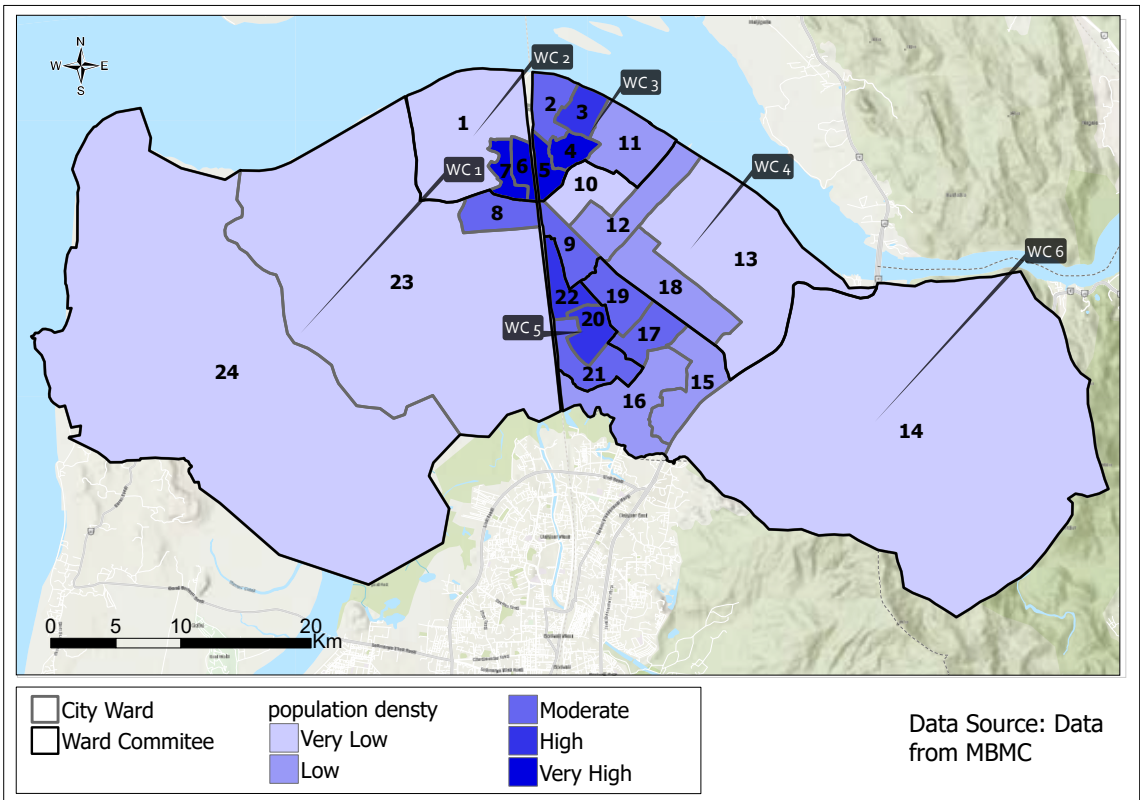 N
W E
S
WC 2
WC 3
1
2
3
4
11
7
6
5
WC 1
10
WC 4
8
12
9
13
WC 6
23
18
22
19
20
WC 5
17
21
15
24
16
14
0 5 10 20
Km
City Ward
Ward Commitee
population densty
Very Low
Low
Moderate
High
Very High
Data Source: Data
from MBMC